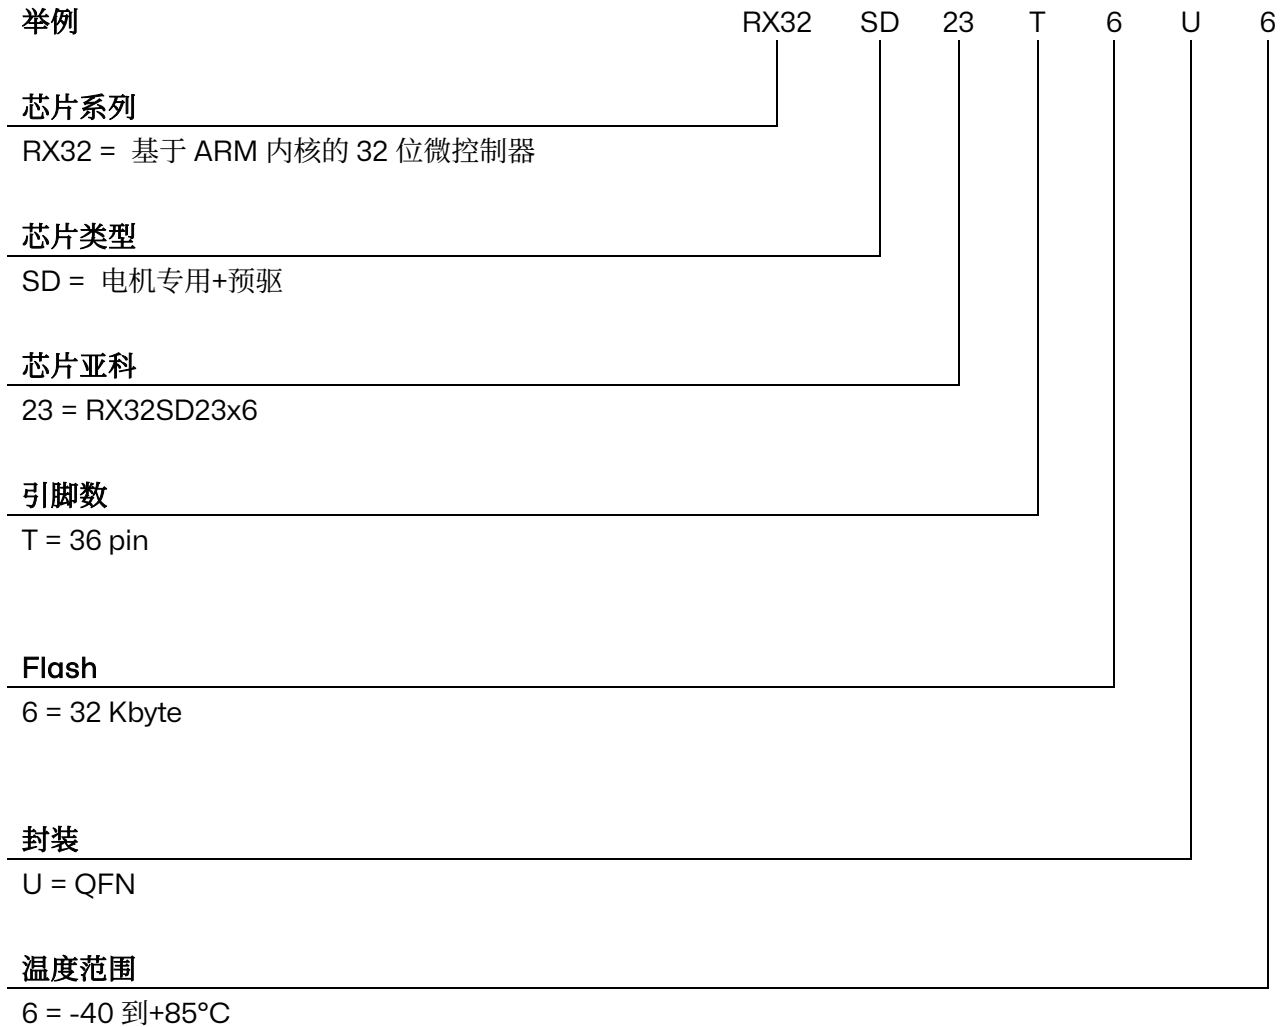 举例 RX32 SD 23 T 6 U 6
芯片系列
RX32 = 基于 ARM 内核的 32 位微控制器
芯片类型
SD = 电机专用+预驱
芯片亚科
23 = RX32SD23x6
引脚数
T = 36 pin
Flash
6 = 32 Kbyte
封装
U = QFN
温度范围
6 = -40 到+85°C